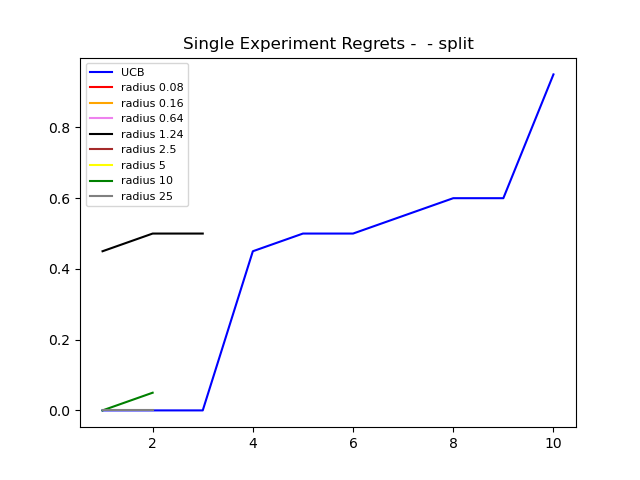 Single Experiment Regrets -  - split
UCB
radius 0.08
radius 0.16
radius 0.64
radius 1.24
radius 2.5
radius 5
radius 10
radius 25
0.8
0.6
0.4
0.2
0.0
2 4 6 8 10